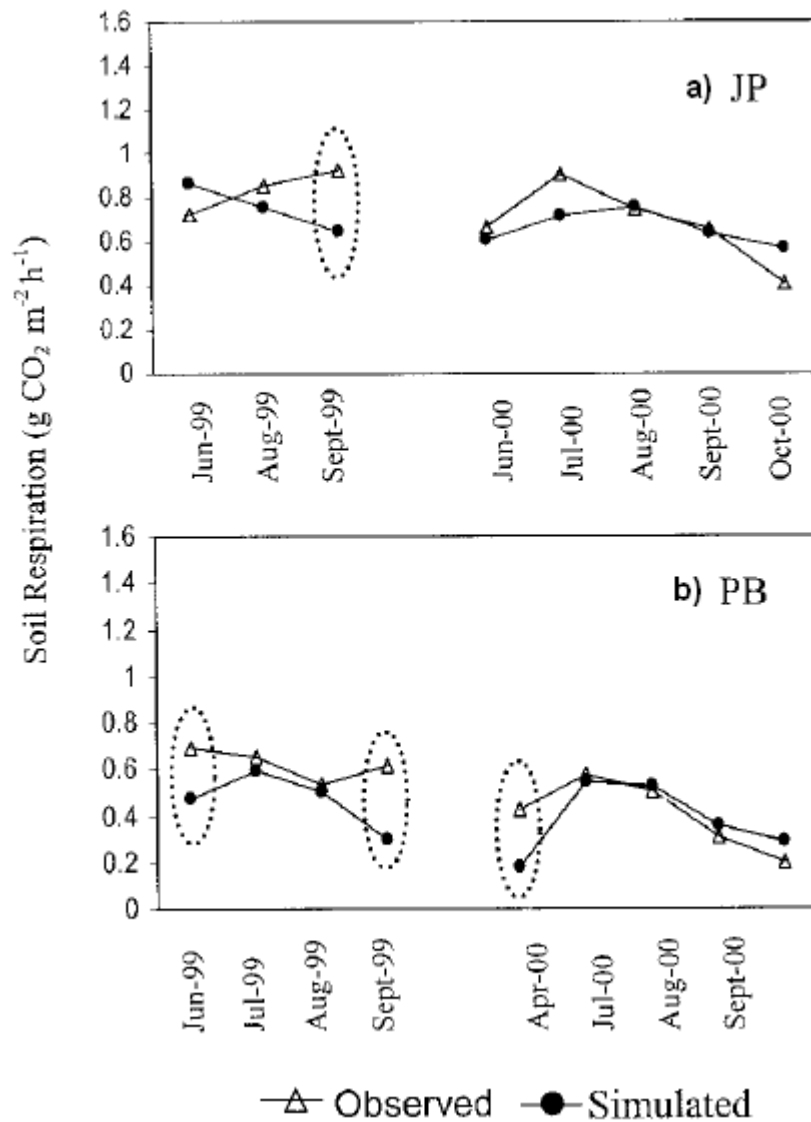 Soil Respiration (g CO₂ m⁻² h⁻¹)
a) JP
1.6
1.4
1.2
1
0.8
0.6
0.4
0.2
0
Jun-99
Aug-99
Sept-99
Jun-00
Jul-00
Aug-00
Sept-00
Oct-00
b) PB
1.6
1.4
1.2
1
0.8
0.6
0.4
0.2
0
Jun-99
Jul-99
Aug-99
Sept-99
Apr-00
Jul-00
Aug-00
Sept-00
Observed Simulated